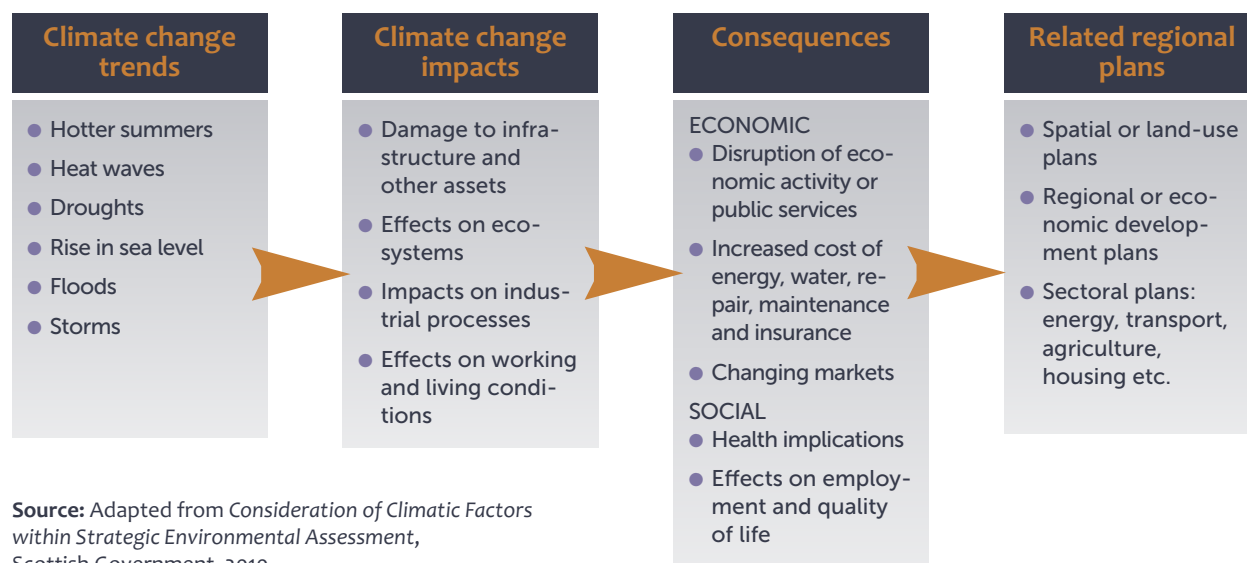 Climate change
trends
Hotter summers
Heat waves
Droughts
Rise in sea level
Floods
Storms
Climate change
impacts
Damage to infra-
structure and
other assets
Effects on eco-
systems
Impacts on indus-
trial processes
Effects on working
and living condi-
tions
Consequences
ECONOMIC
Disruption of eco-
nomic activity or
public services
Increased cost of
energy, water, re-
pair, maintenance
and insurance
Changing markets
SOCIAL
Health implications
Effects on employ-
ment and quality
of life
Related regional
plans
Spatial or land-use
plans
Regional or eco-
nomic develop-
ment plans
Sectoral plans:
energy, transport,
agriculture,
housing etc.
Source: Adapted from Consideration of Climatic Factors
within Strategic Environmental Assessment,
Scottish Government,